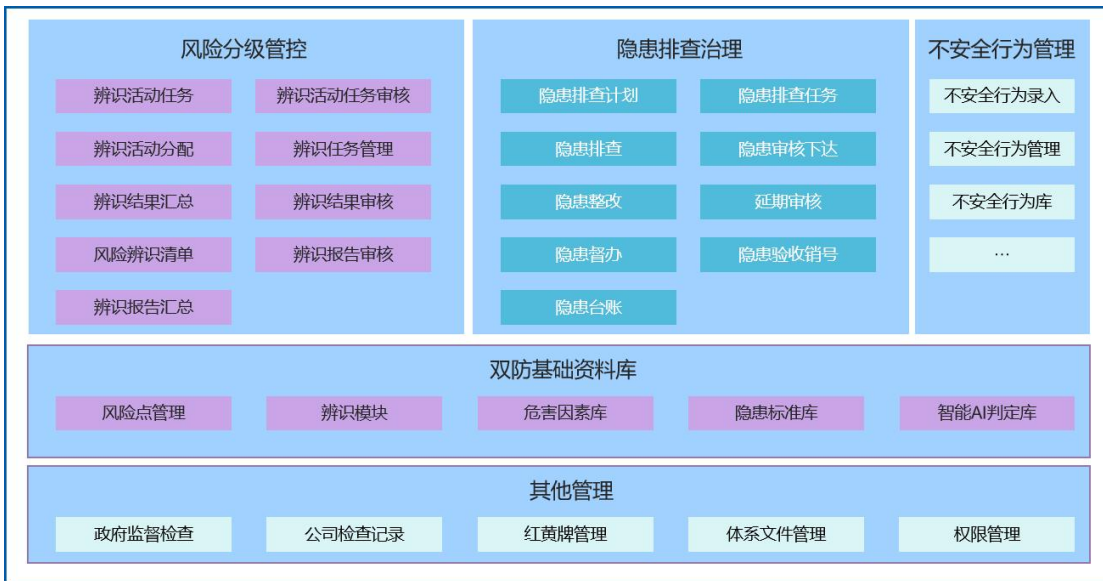 风险分级管控
辨识活动任务
辨识活动任务审核
辨识活动分配
辨识任务管理
辨识结果汇总
辨识结果审核
风险辨识清单
辨识报告审核
辨识报告汇总
隐患排查治理
隐患排查计划
隐患排查任务
隐患排查
隐患审核下达
隐患整改
延期审核
隐患督办
隐患验收销号
隐患台账
不安全行为管理
不安全行为录入
不安全行为管理
不安全行为库
…
双防基础资料库
风险点管理
辨识模块
危害因素库
隐患标准库
智能AI判定库
其他管理
政府监督检查
公司检查记录
红黄牌管理
体系文件管理
权限管理